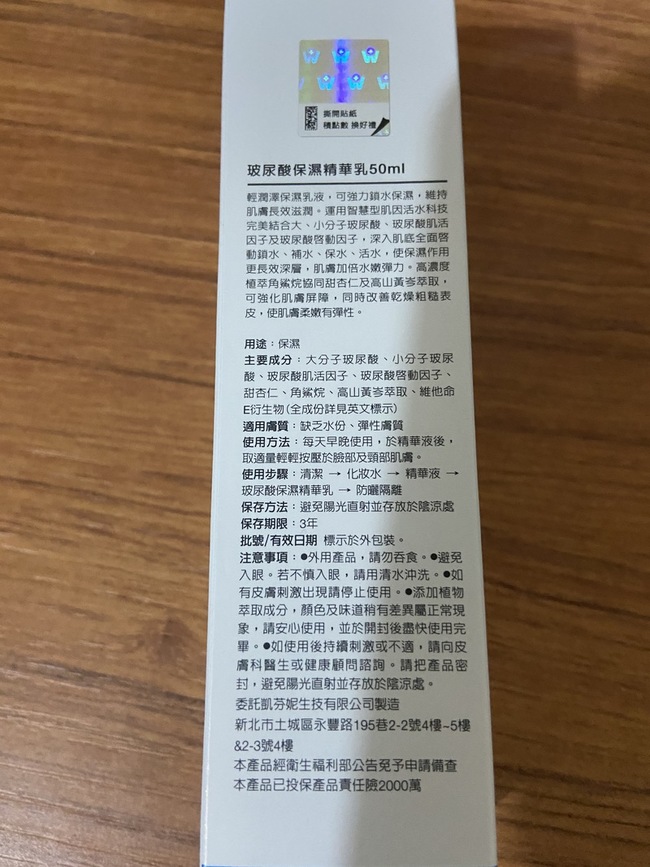 撕開貼紙
積點數 換好禮
玻尿酸保濕精華乳50ml
輕潤澤保濕乳液，可強力鎖水保濕，維持
肌膚長效滋潤。運用智慧型肌因活水科技
完美結合大、小分子玻尿酸、玻尿酸肌活
因子及玻尿酸啓動因子，深入肌底全面啓
動鎖水、補水、保水、活水，使保濕作用
更長效深層，肌膚加倍水嫩彈力。高濃度
植萃角鯊烷協同甜杏仁及高山黃岑萃取，
可強化肌膚屏障，同時改善乾燥粗糙表
皮，使肌膚柔嫩有彈性。
用途：保濕
主要成分：大分子玻尿酸、小分子玻尿
酸、玻尿酸肌活因子、玻尿酸啓動因子、
甜杏仁、角鯊烷、高山黃岑萃取、維他命
E衍生物(全成份詳見英文標示)
適用膚質：缺乏水份、彈性膚質
使用方法：每天早晚使用，於精華液後，
取適量輕輕按壓於臉部及頸部肌膚。
使用步驟：清潔 → 化妝水 → 精華液 →
玻尿酸保濕精華乳 → 防曬隔離
保存方法：避免陽光直射並存放於陰涼處
保存期限：3年
批號/有效日期 標示於外包裝。
注意事項：●外用產品，請勿吞食。●避免
入眼。若不慎入眼，請用清水沖洗。●如
有皮膚刺激出現請停止使用。●添加植物
萃取成分，顏色及味道稍有差異屬正常現
象，請安心使用，並於開封後盡快使用完
畢。●如使用後持續刺激或不適，請向皮
膚科醫生或健康顧問諮詢。請把產品密
封，避免陽光直射並存放於陰涼處。
委託凱芬妮生技有限公司製造
新北市土城區永豐路195巷2-2號4樓~5樓
&2-3號4樓
本產品經衛生福利部公告免予申請備查
本產品已投保產品責任險2000萬